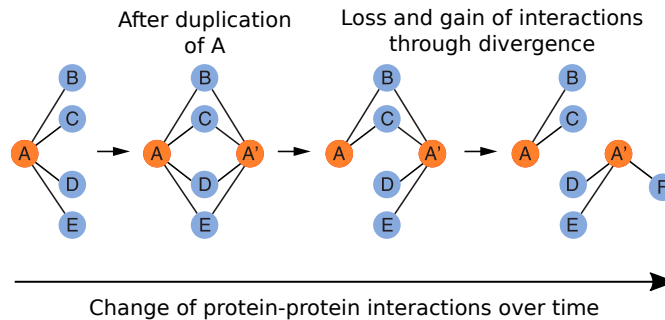 After duplication
of A
Loss and gain of interactions
through divergence
B
C
A
D
E
B
C
A
A'
D
E
B
C
A
A'
D
E
B
C
A
A'
D
F
E
Change of protein-protein interactions over time